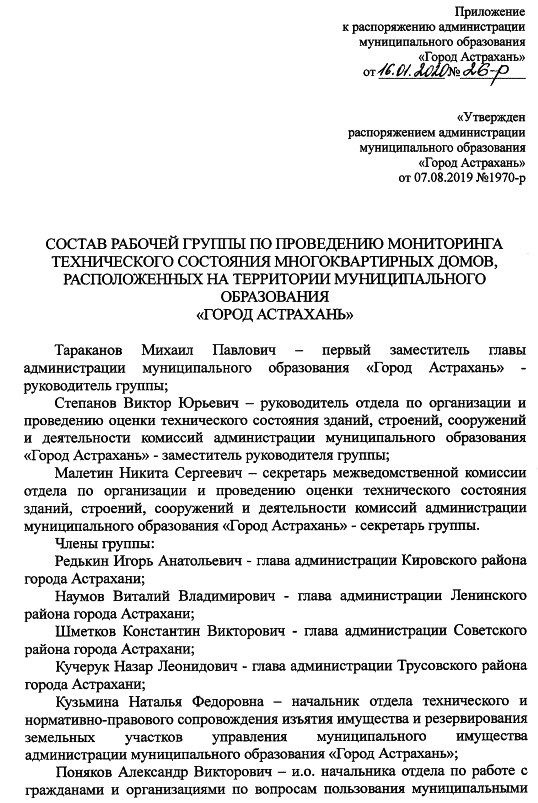 Приложение
к распоряжению администрации
муниципального образования
«Город Астрахань»
от 16.01.2020 № 26-р
«Утвержден
распоряжением администрации
муниципального образования
«Город Астрахань»
от 07.08.2019 №1970-р
СОСТАВ РАБОЧЕЙ ГРУППЫ ПО ПРОВЕДЕНИЮ МОНИТОРИНГА
ТЕХНИЧЕСКОГО СОСТОЯНИЯ МНОГОКВАРТИРНЫХ ДОМОВ,
РАСПОЛОЖЕННЫХ НА ТЕРРИТОРИИ МУНИЦИПАЛЬНОГО
ОБРАЗОВАНИЯ
«ГОРОД АСТРАХАНЬ»
Тараканов Михаил Павлович – первый заместитель главы
администрации муниципального образования «Город Астрахань» -
руководитель группы;
Степанов Виктор Юрьевич – руководитель отдела по организации и
проведению оценки технического состояния зданий, строений, сооружений
и деятельности комиссий администрации муниципального образования
«Город Астрахань» - заместитель руководителя группы;
Малетин Никита Сергеевич – секретарь межведомственной комиссии
отдела по организации и проведению оценки технического состояния
зданий, строений, сооружений и деятельности комиссий администрации
муниципального образования «Город Астрахань» - секретарь группы.
Члены группы:
Редькин Игорь Анатольевич - глава администрации Кировского района
города Астрахани;
Наумов Виталий Владимирович - глава администрации Ленинского
района города Астрахани;
Шметков Константин Викторович - глава администрации Советского
района города Астрахани;
Кучерук Назар Леонидович - глава администрации Трусовского района
города Астрахани;
Кузьмина Наталья Федоровна – начальник отдела технического и
нормативно-правового сопровождения изъятия имущества и резервирования
земельных участков управления муниципального имущества
администрации муниципального образования «Город Астрахань»;
Поняков Александр Викторович – и.о. начальника отдела по работе с
гражданами и организациями по вопросам пользования муниципальными